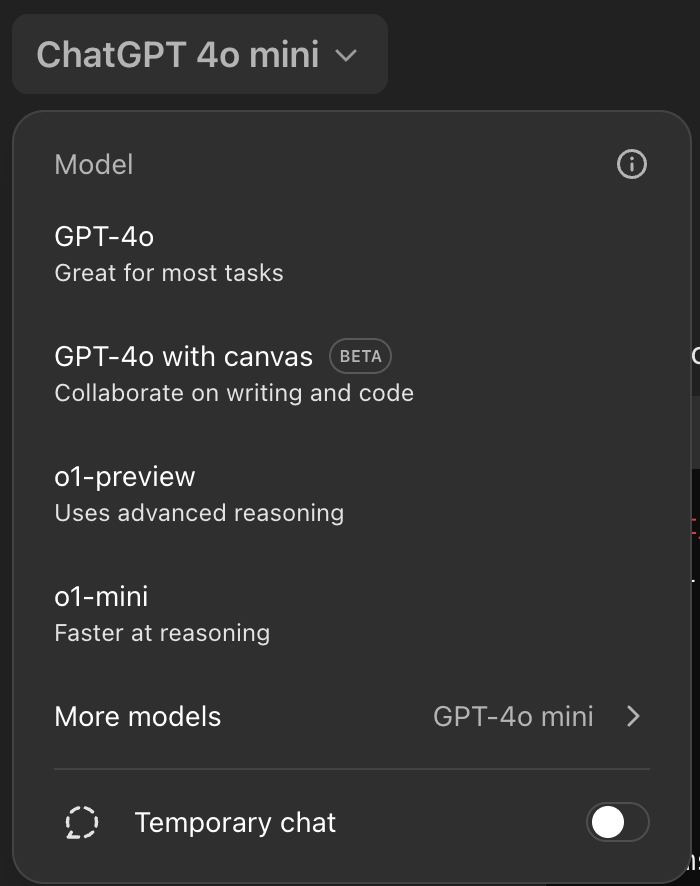 ChatGPT 4o mini
Model
GPT-4o
Great for most tasks
GPT-4o with canvas BETA
Collaborate on writing and code
o1-preview
Uses advanced reasoning
o1-mini
Faster at reasoning
More models GPT-4o mini
Temporary chat